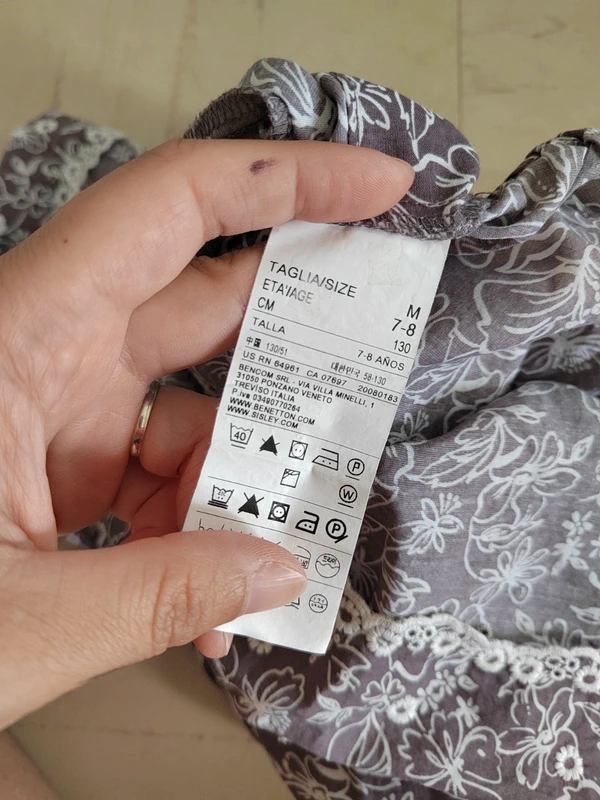 TAGLIA/SIZE M
ETA'/AGE 7-8
CM 130
TALLA 7-8 AÑOS
中國 130/51 대한민국 58-130
US RN 64961 CA 07697 20080183
BENCOM SRL - VIA VILLA MINELLI, 1
31050 PONZANO VENETO
TREVISO ITALIA
P.iva 03490770264
WWW.BENETTON.COM
WWW.SISLEY.COM
40 P
W
P